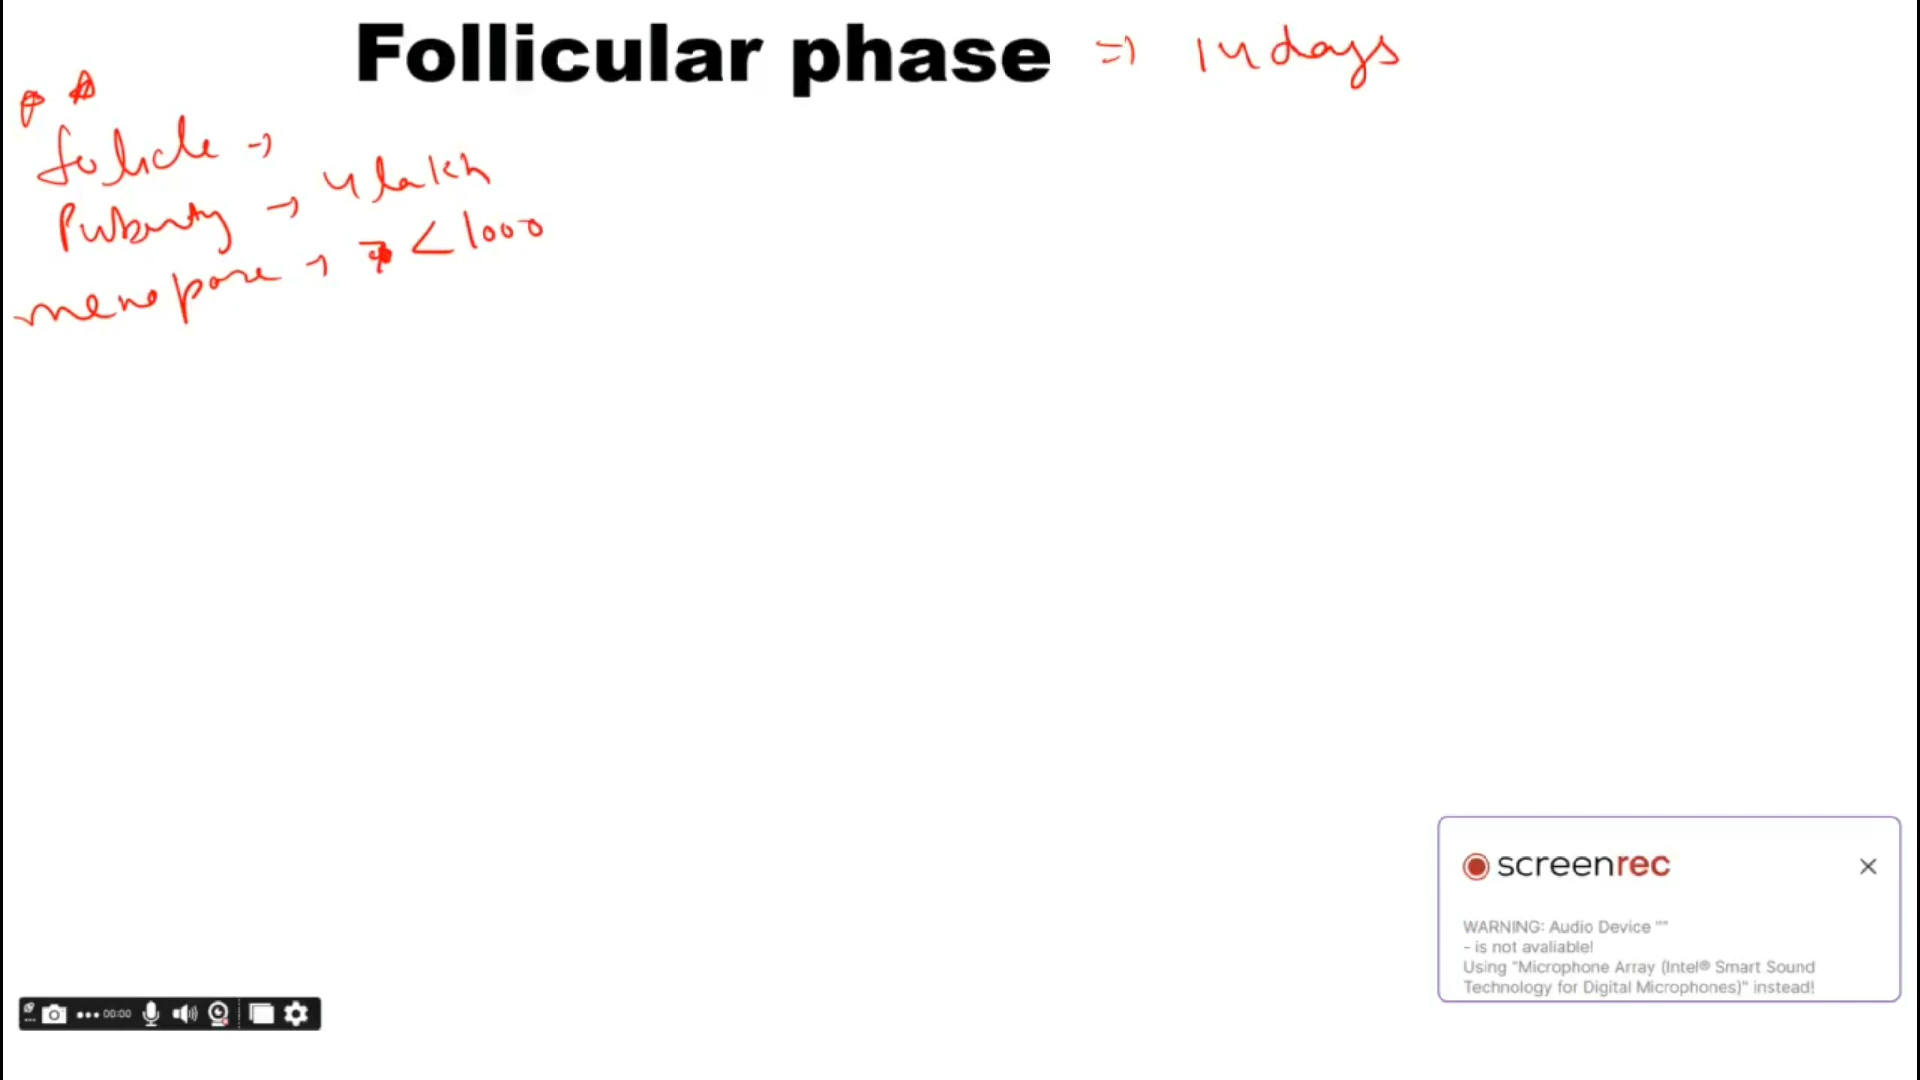 Follicular phase => 14 days
follicle →
Puberty → 4 lakh
menopause → < 1000
screenrec
WARNING: Audio Device ""
- is not avaliable!
Using "Microphone Array (Intel® Smart Sound
Technology for Digital Microphones)" instead!
00:00